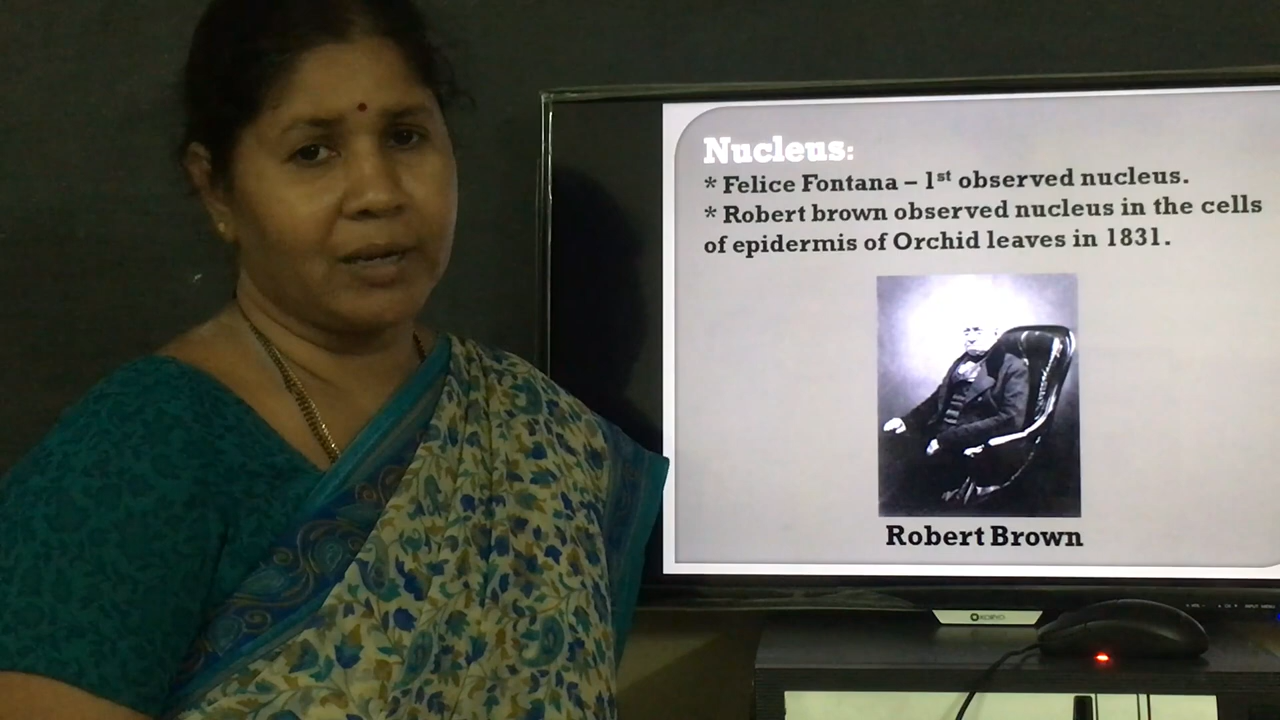 Nucleus:
* Felice Fontana – 1st observed nucleus.
* Robert brown observed nucleus in the cells
of epidermis of Orchid leaves in 1831.
Robert Brown